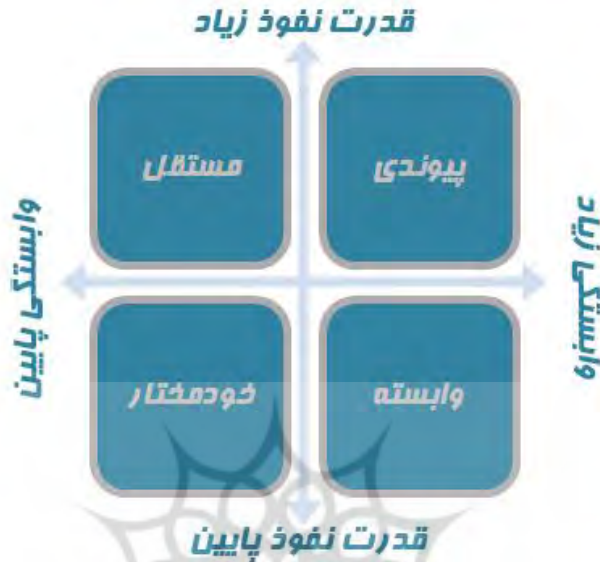 قدرت نفوذ زیاد
پیوندی
مستقل
وابستگی زیاد
وابستگی پایین
وابسته
خودمختار
قدرت نفوذ پایین